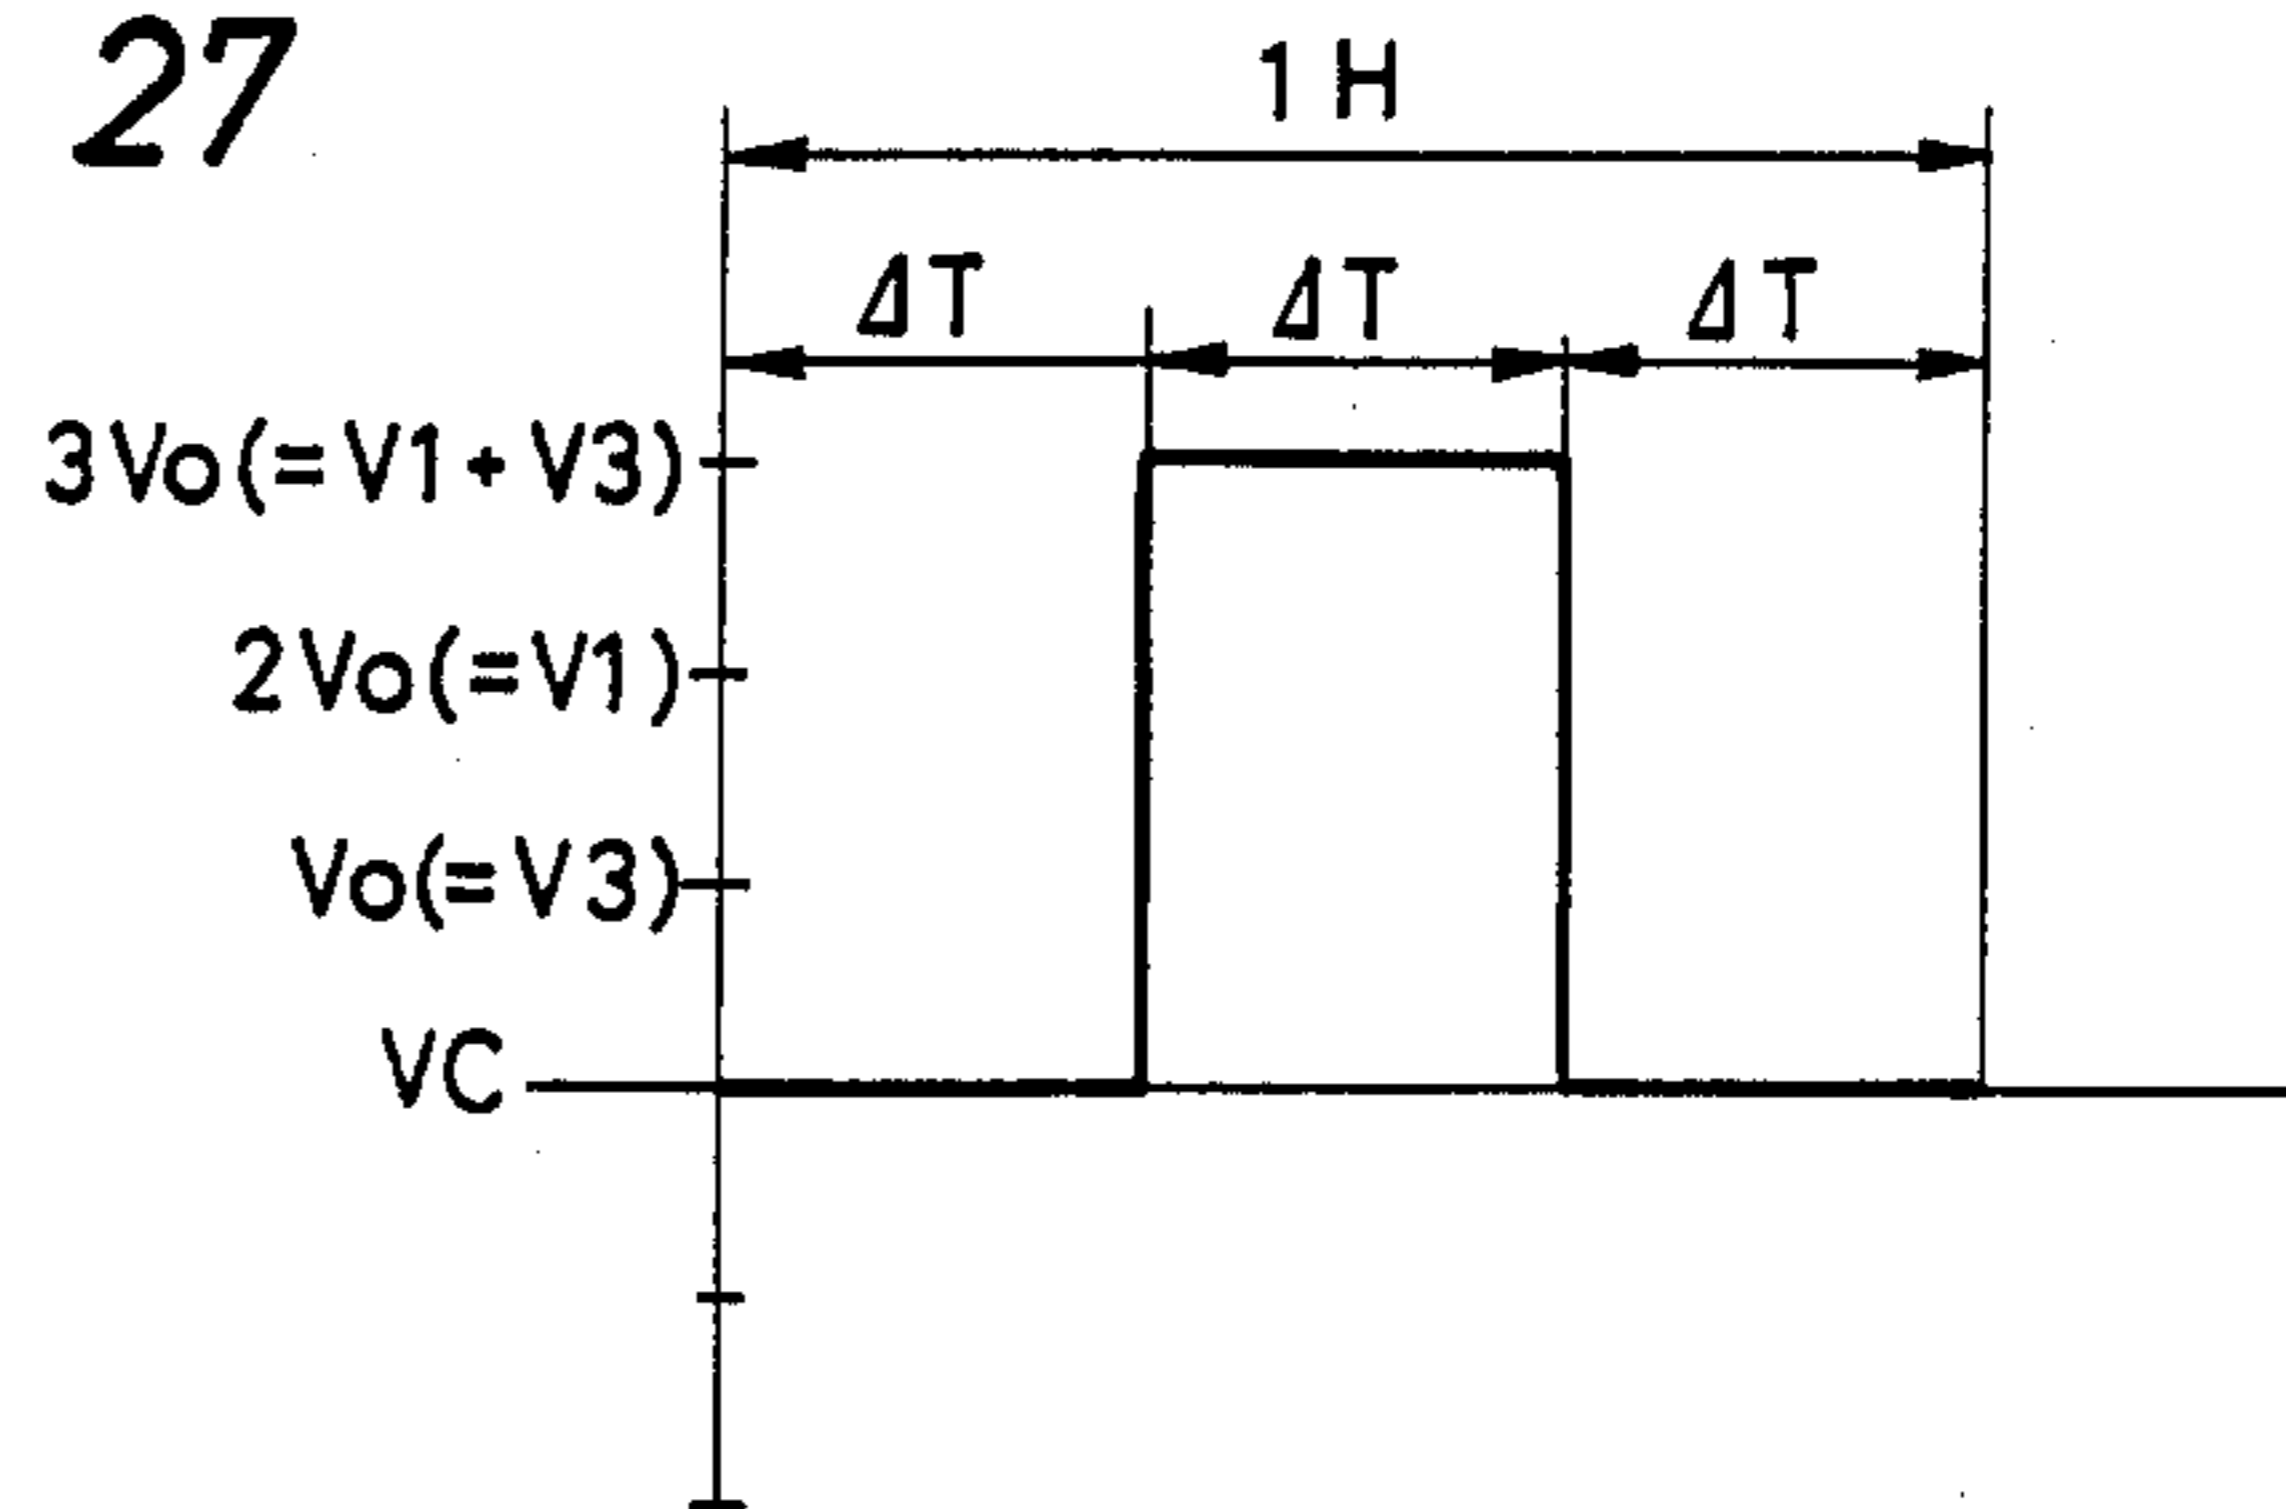 27
1H
ΔT ΔT ΔT
3Vo(=V1+V3)
2Vo(=V1)
Vo(=V3)
VC